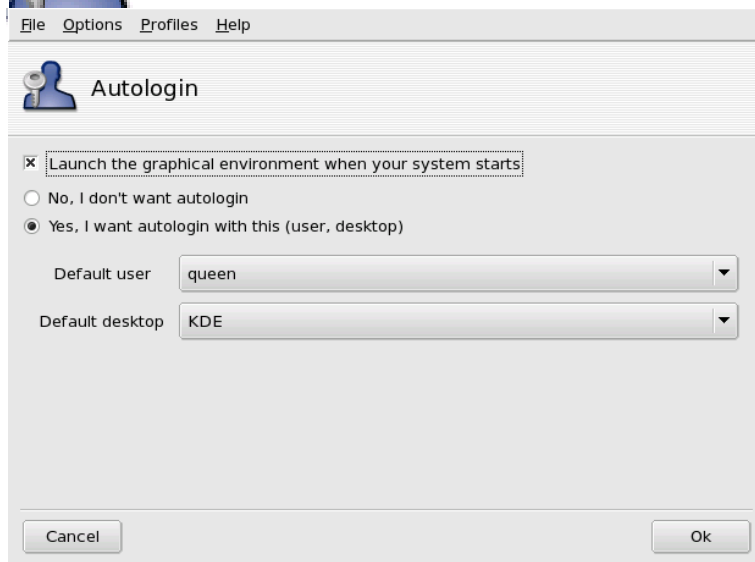 File Options Profiles Help
Autologin
Launch the graphical environment when your system starts
No, I don't want autologin
Yes, I want autologin with this (user, desktop)
Default user queen
Default desktop KDE
Cancel Ok